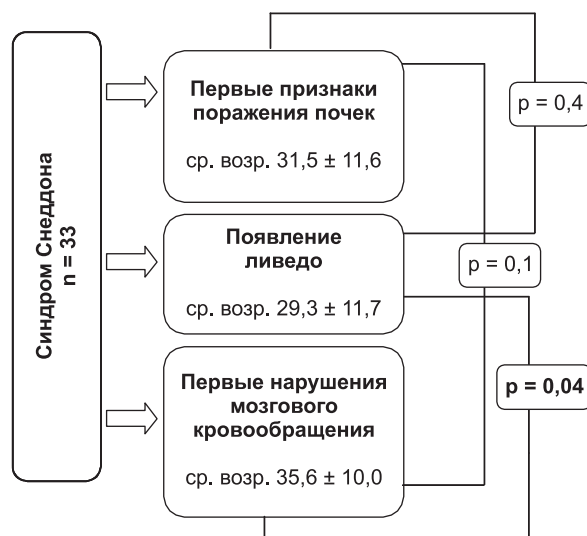 Синдром Снеддона
n = 33
Первые признаки
поражения почек
ср. возр. 31,5 ± 11,6
Появление
ливедо
ср. возр. 29,3 ± 11,7
Первые нарушения
мозгового
кровообращения
ср. возр. 35,6 ± 10,0
p = 0,4
p = 0,1
p = 0,04